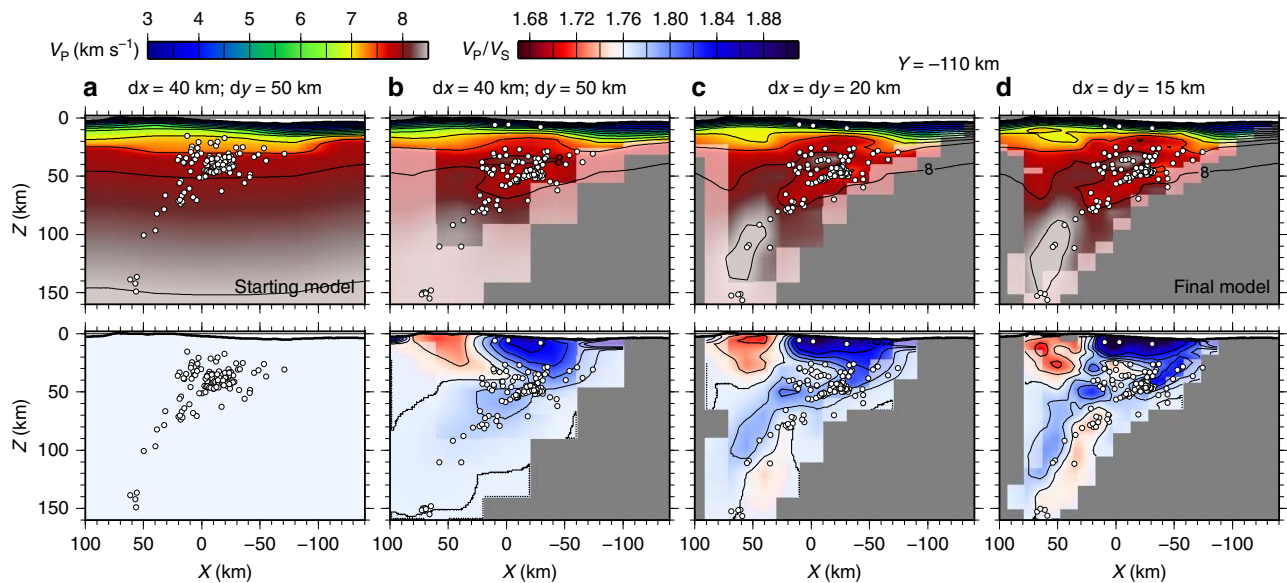 3 4 5 6 7 8
V_P (km s⁻¹)
1.68 1.72 1.76 1.80 1.84 1.88
V_P/V_S
Y = −110 km
a b c d
dx = 40 km; dy = 50 km dx = 40 km; dy = 50 km dx = dy = 20 km dx = dy = 15 km
0
50
100
150
Z (km)
8 8 8
Starting model Final model
0
50
100
150
Z (km)
100 50 0 −50 −100 100 50 0 −50 −100 100 50 0 −50 −100 100 50 0 −50 −100
X (km) X (km) X (km) X (km)